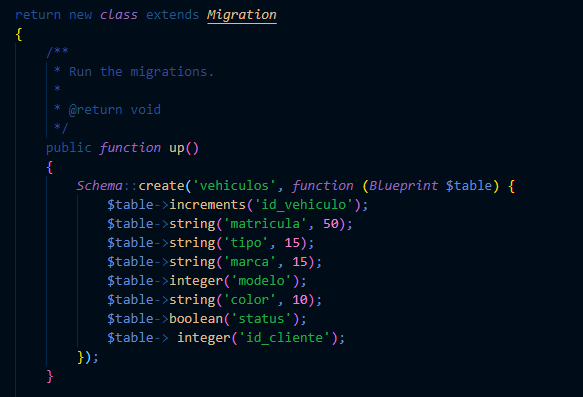 return new class extends Migration
{
    /**
     * Run the migrations.
     *
     * @return void
     */
    public function up()
    {
        Schema::create('vehiculos', function (Blueprint $table) {
            $table->increments('id_vehiculo');
            $table->string('matricula', 50);
            $table->string('tipo', 15);
            $table->string('marca', 15);
            $table->integer('modelo');
            $table->string('color', 10);
            $table->boolean('status');
            $table-> integer('id_cliente');
        });
    }